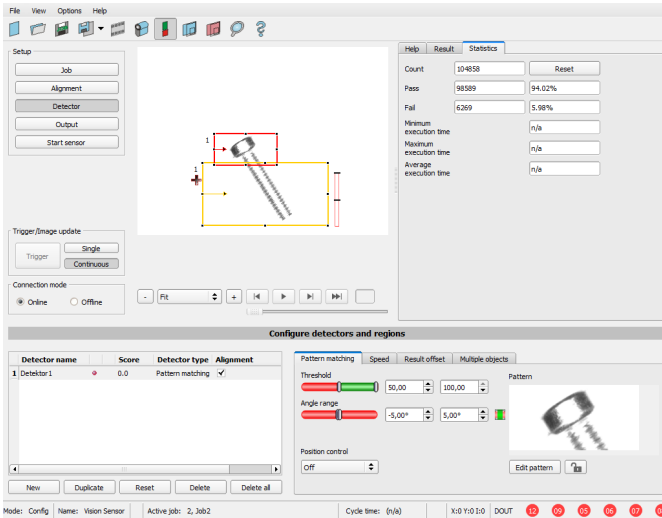 File View Options Help
Setup
Job
Alignment
Detector
Output
Start sensor
Trigger/Image update
Trigger
Single
Continuous
Connection mode
Online Offline
1
1
- Fit +
Help Result Statistics
Count 104858 Reset
Pass 98589 94.02%
Fail 6269 5.98%
Minimum
execution time n/a
Maximum
execution time n/a
Average
execution time n/a
Configure detectors and regions
Detector name Score Detector type Alignment
1 Detektor1 0.0 Pattern matching
New Duplicate Reset Delete Delete all
Pattern matching Speed Result offset Multiple objects
Threshold
50,00 100,00
Angle range
-5,00° 5,00°
Position control
Off
Pattern
Edit pattern
Mode: Config Name: Vision Sensor Active job: 2, Job2 Cycle time: (n/a) X:0 Y:0 I:0 DOUT 12 09 05 06 07